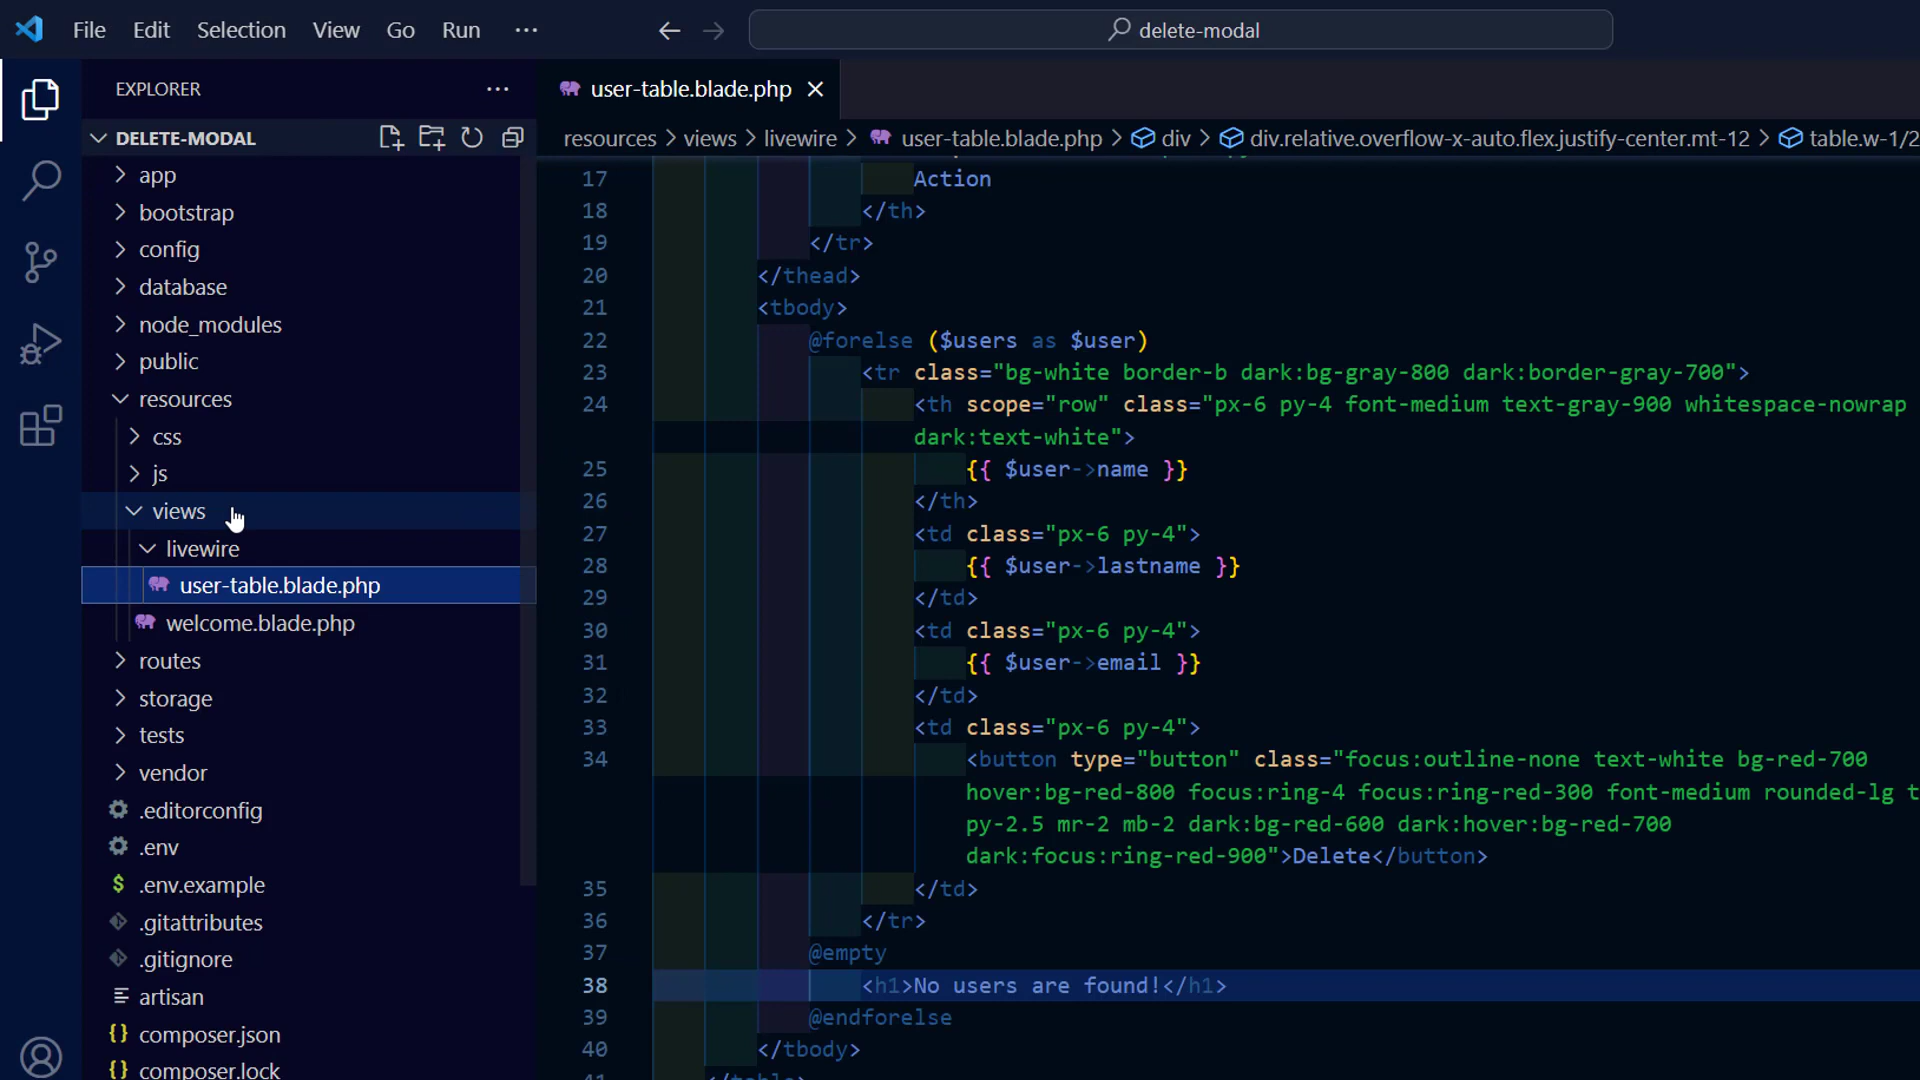 File Edit Selection View Go Run ··· delete-modal
EXPLORER ···
user-table.blade.php
DELETE-MODAL
resources > views > livewire > user-table.blade.php > div > div.relative.overflow-x-auto.flex.justify-center.mt-12 > table.w-1/2
app
bootstrap
config
database
node_modules
public
resources
css
js
views
livewire
user-table.blade.php
welcome.blade.php
routes
storage
tests
vendor
.editorconfig
.env
.env.example
.gitattributes
.gitignore
artisan
composer.json
composer.lock
17 Action
18 </th>
19 </tr>
20 </thead>
21 <tbody>
22 @forelse ($users as $user)
23 <tr class="bg-white border-b dark:bg-gray-800 dark:border-gray-700">
24 <th scope="row" class="px-6 py-4 font-medium text-gray-900 whitespace-nowrap
dark:text-white">
25 {{ $user->name }}
26 </th>
27 <td class="px-6 py-4">
28 {{ $user->lastname }}
29 </td>
30 <td class="px-6 py-4">
31 {{ $user->email }}
32 </td>
33 <td class="px-6 py-4">
34 <button type="button" class="focus:outline-none text-white bg-red-700
hover:bg-red-800 focus:ring-4 focus:ring-red-300 font-medium rounded-lg
py-2.5 mr-2 mb-2 dark:bg-red-600 dark:hover:bg-red-700
dark:focus:ring-red-900">Delete</button>
35 </td>
36 </tr>
37 @empty
38 <h1>No users are found!</h1>
39 @endforelse
40 </tbody>